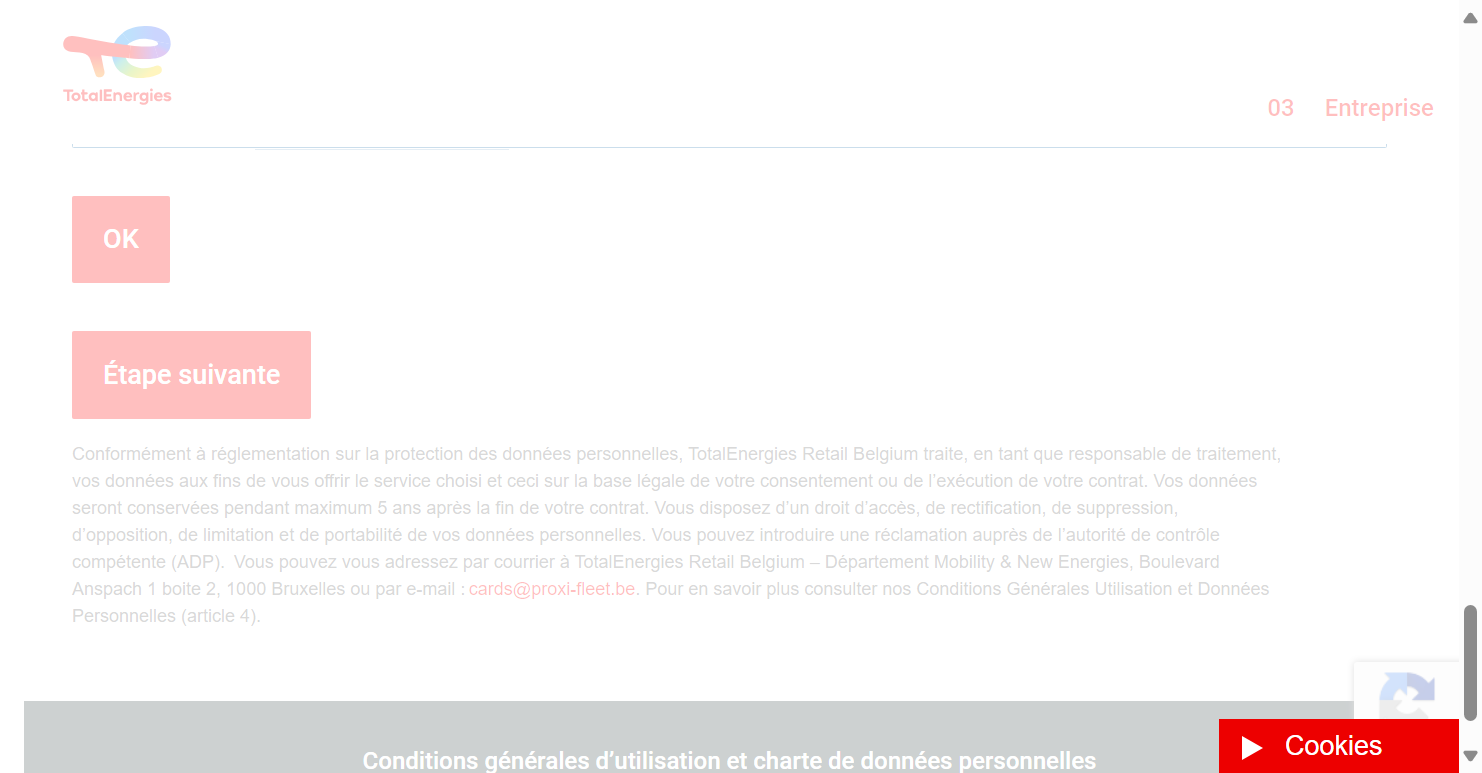 TotalEnergies
03 Entreprise
OK
Étape suivante
Conformément à réglementation sur la protection des données personnelles, TotalEnergies Retail Belgium traite, en tant que responsable de traitement,
vos données aux fins de vous offrir le service choisi et ceci sur la base légale de votre consentement ou de l’exécution de votre contrat. Vos données
seront conservées pendant maximum 5 ans après la fin de votre contrat. Vous disposez d’un droit d’accès, de rectification, de suppression,
d’opposition, de limitation et de portabilité de vos données personnelles. Vous pouvez introduire une réclamation auprès de l’autorité de contrôle
compétente (ADP).  Vous pouvez vous adressez par courrier à TotalEnergies Retail Belgium – Département Mobility & New Energies, Boulevard
Anspach 1 boite 2, 1000 Bruxelles ou par e-mail : cards@proxi-fleet.be. Pour en savoir plus consulter nos Conditions Générales Utilisation et Données
Personnelles (article 4).
Cookies
Conditions générales d’utilisation et charte de données personnelles